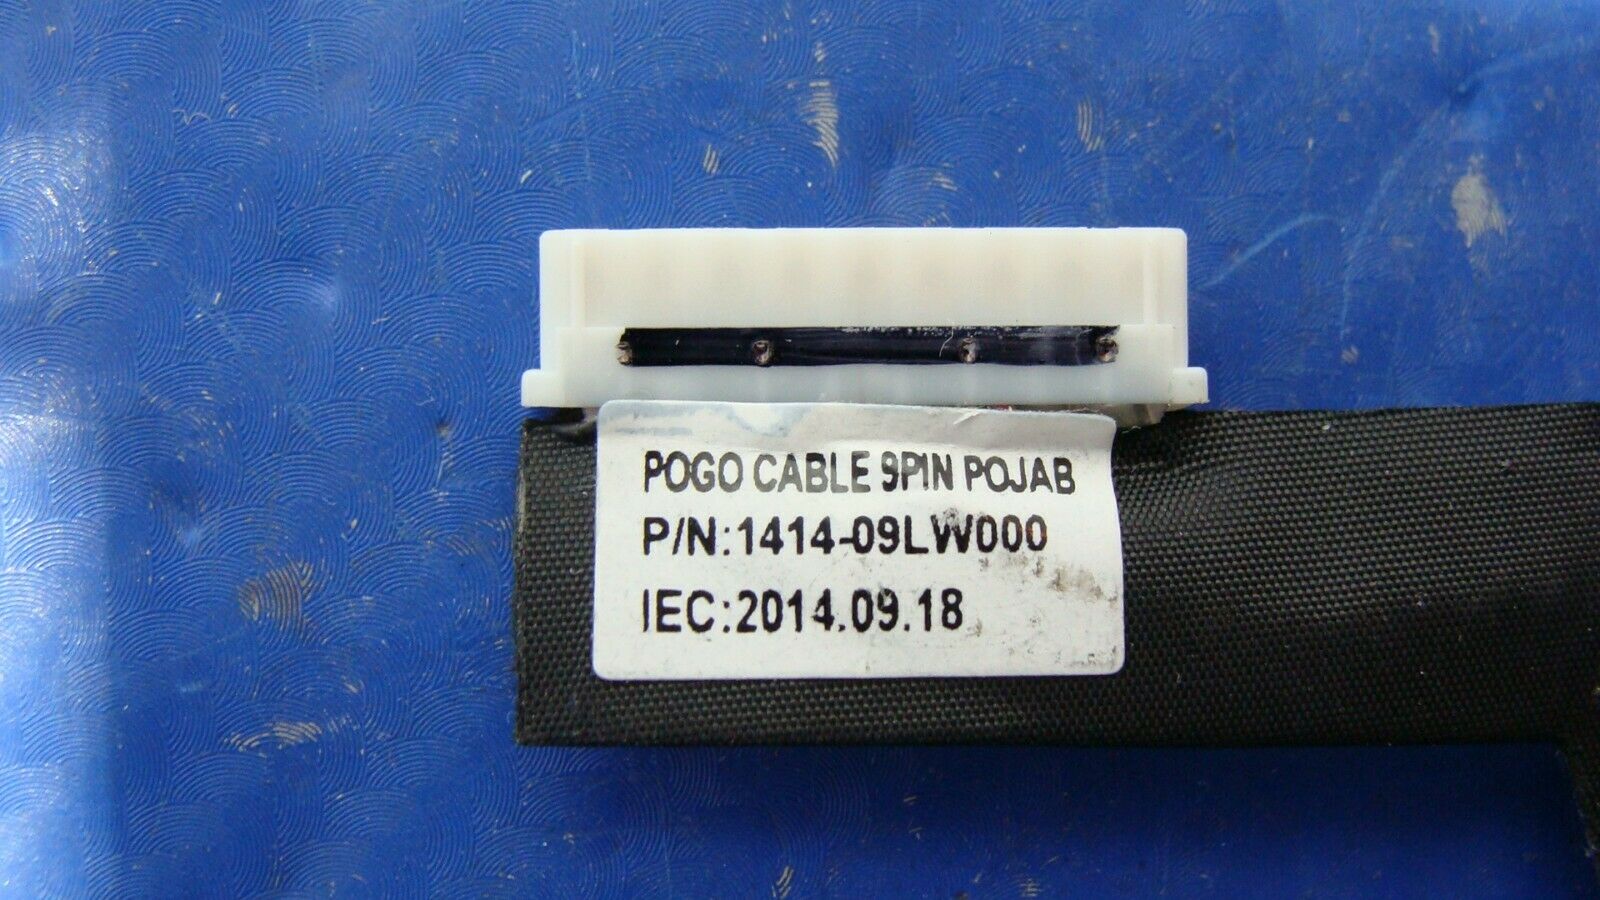 POGO CABLE 9PIN POJAB
P/N:1414-09LW000
IEC:2014.09.18